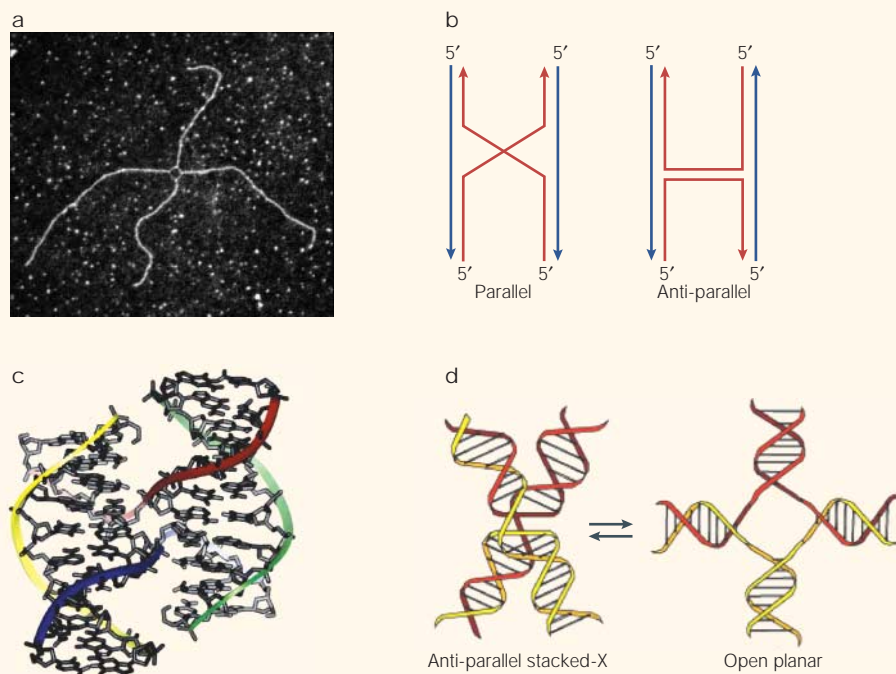 a
b
5′ 5′ 5′ 5′
5′ 5′ 5′ 5′
Parallel Anti-parallel
c
d
Anti-parallel stacked-X Open planar